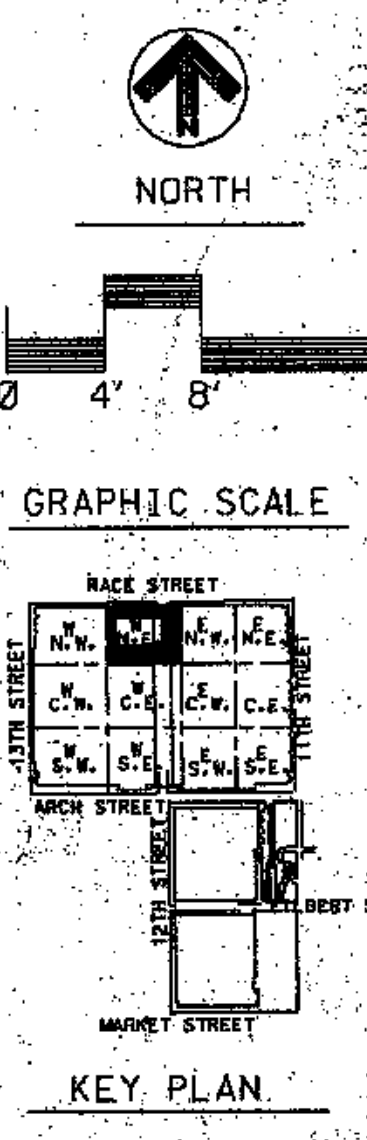 N
NORTH
0 4' 8'
GRAPHIC SCALE
RACE STREET
13TH STREET
W N.W.
W N.E.
E N.W.
E N.E.
11TH STREET
W C.W.
W C.E.
E C.W.
E C.E.
W S.W.
W S.E.
E S.W.
E S.E.
ARCH STREET
12TH STREET
BERT
MARKET STREET
KEY PLAN